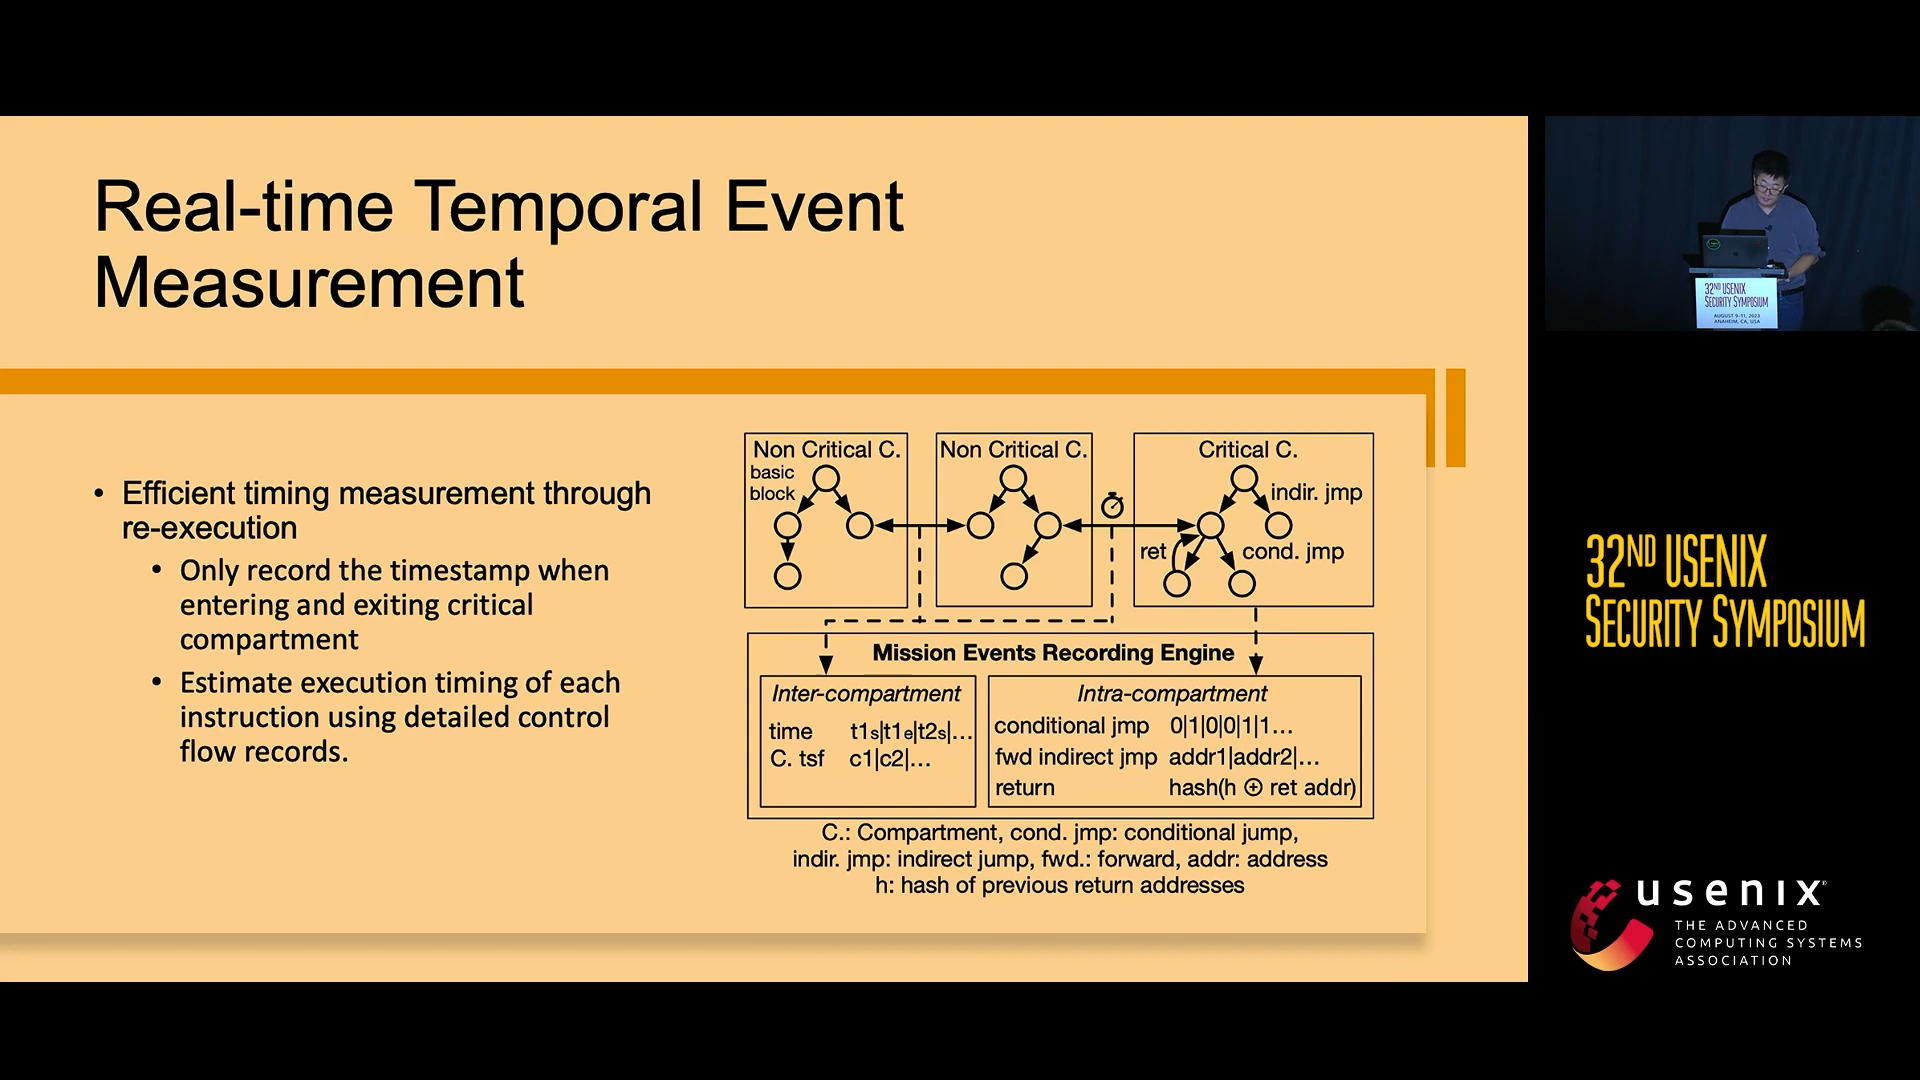 Real-time Temporal Event
Measurement
• Efficient timing measurement through
re-execution
• Only record the timestamp when
entering and exiting critical
compartment
• Estimate execution timing of each
instruction using detailed control
flow records.
Non Critical C.
basic
block
Non Critical C.
Critical C.
indir. jmp
ret
cond. jmp
Mission Events Recording Engine
Inter-compartment
time t1s|t1e|t2s|...
C. tsf c1|c2|...
Intra-compartment
conditional jmp 0|1|0|0|1|1...
fwd indirect jmp addr1|addr2|...
return hash(h ⊕ ret addr)
C.: Compartment, cond. jmp: conditional jump,
indir. jmp: indirect jump, fwd.: forward, addr: address
h: hash of previous return addresses
32ND USENIX
SECURITY SYMPOSIUM
AUGUST 9-11, 2023
ANAHEIM, CA, USA
32ND USENIX
SECURITY SYMPOSIUM
usenix®
THE ADVANCED
COMPUTING SYSTEMS
ASSOCIATION